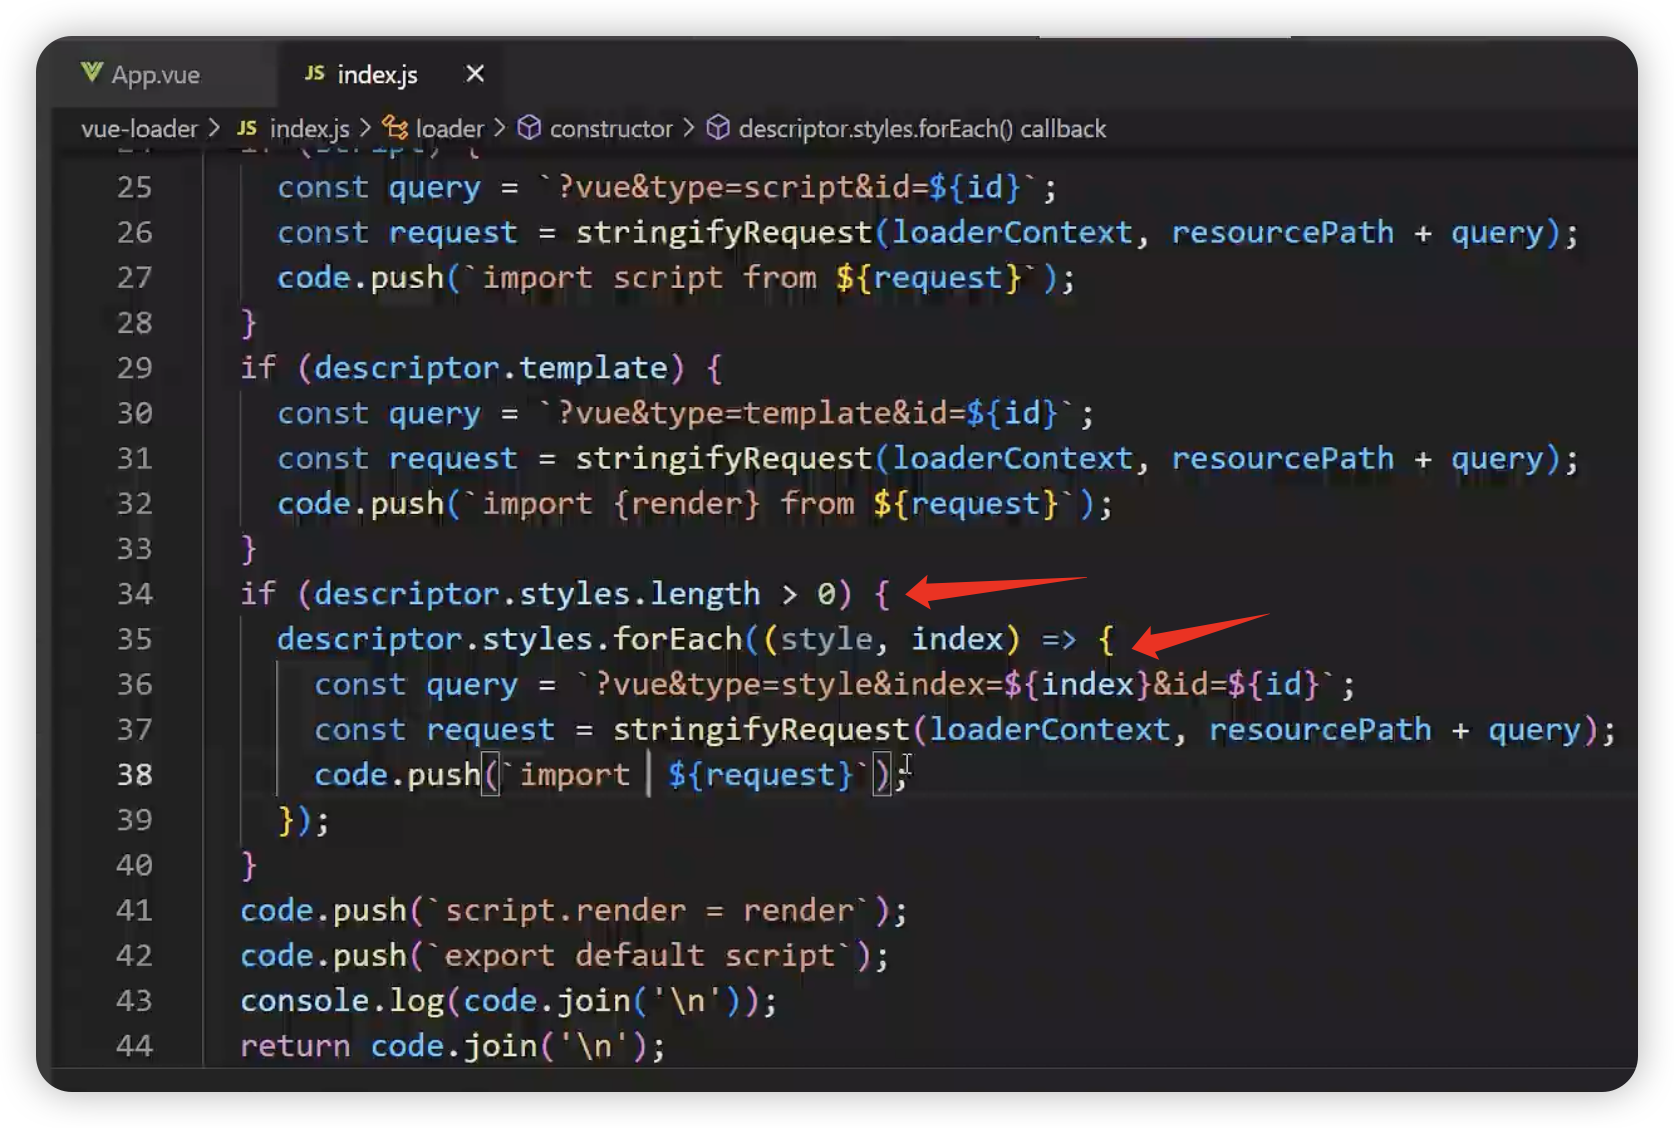 App.vue JS index.js ×
vue-loader > JS index.js > loader > constructor > descriptor.styles.forEach() callback
if (script) {
25 const query = `?vue&type=script&id=${id}`;
26 const request = stringifyRequest(loaderContext, resourcePath + query);
27 code.push(`import script from ${request}`);
28 }
29 if (descriptor.template) {
30 const query = `?vue&type=template&id=${id}`;
31 const request = stringifyRequest(loaderContext, resourcePath + query);
32 code.push(`import {render} from ${request}`);
33 }
34 if (descriptor.styles.length > 0) {
35 descriptor.styles.forEach((style, index) => {
36 const query = `?vue&type=style&index=${index}&id=${id}`;
37 const request = stringifyRequest(loaderContext, resourcePath + query);
38 code.push(`import ${request}`);
39 });
40 }
41 code.push(`script.render = render`);
42 code.push(`export default script`);
43 console.log(code.join('\n'));
44 return code.join('\n');